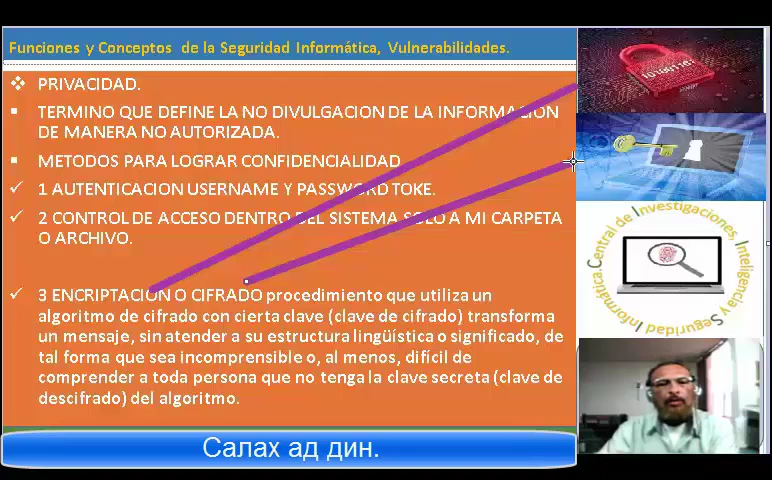 Funciones y Conceptos de la Seguridad Informática, Vulnerabilidades.
PRIVACIDAD.
TERMINO QUE DEFINE LA NO DIVULGACION DE LA INFORMACION
DE MANERA NO AUTORIZADA.
METODOS PARA LOGRAR CONFIDENCIALIDAD
1 AUTENTICACION USERNAME Y PASSWORD TOKE.
2 CONTROL DE ACCESO DENTRO DEL SISTEMA SOLO A MI CARPETA
O ARCHIVO.
3 ENCRIPTACIÓN O CIFRADO procedimiento que utiliza un
algoritmo de cifrado con cierta clave (clave de cifrado) transforma
un mensaje, sin atender a su estructura lingüística o significado, de
tal forma que sea incomprensible o, al menos, difícil de
comprender a toda persona que no tenga la clave secreta (clave de
descifrado) del algoritmo.
Салах ад дин.
10100110
Central de Investigaciones, Inteligencia y Seguridad Informática.